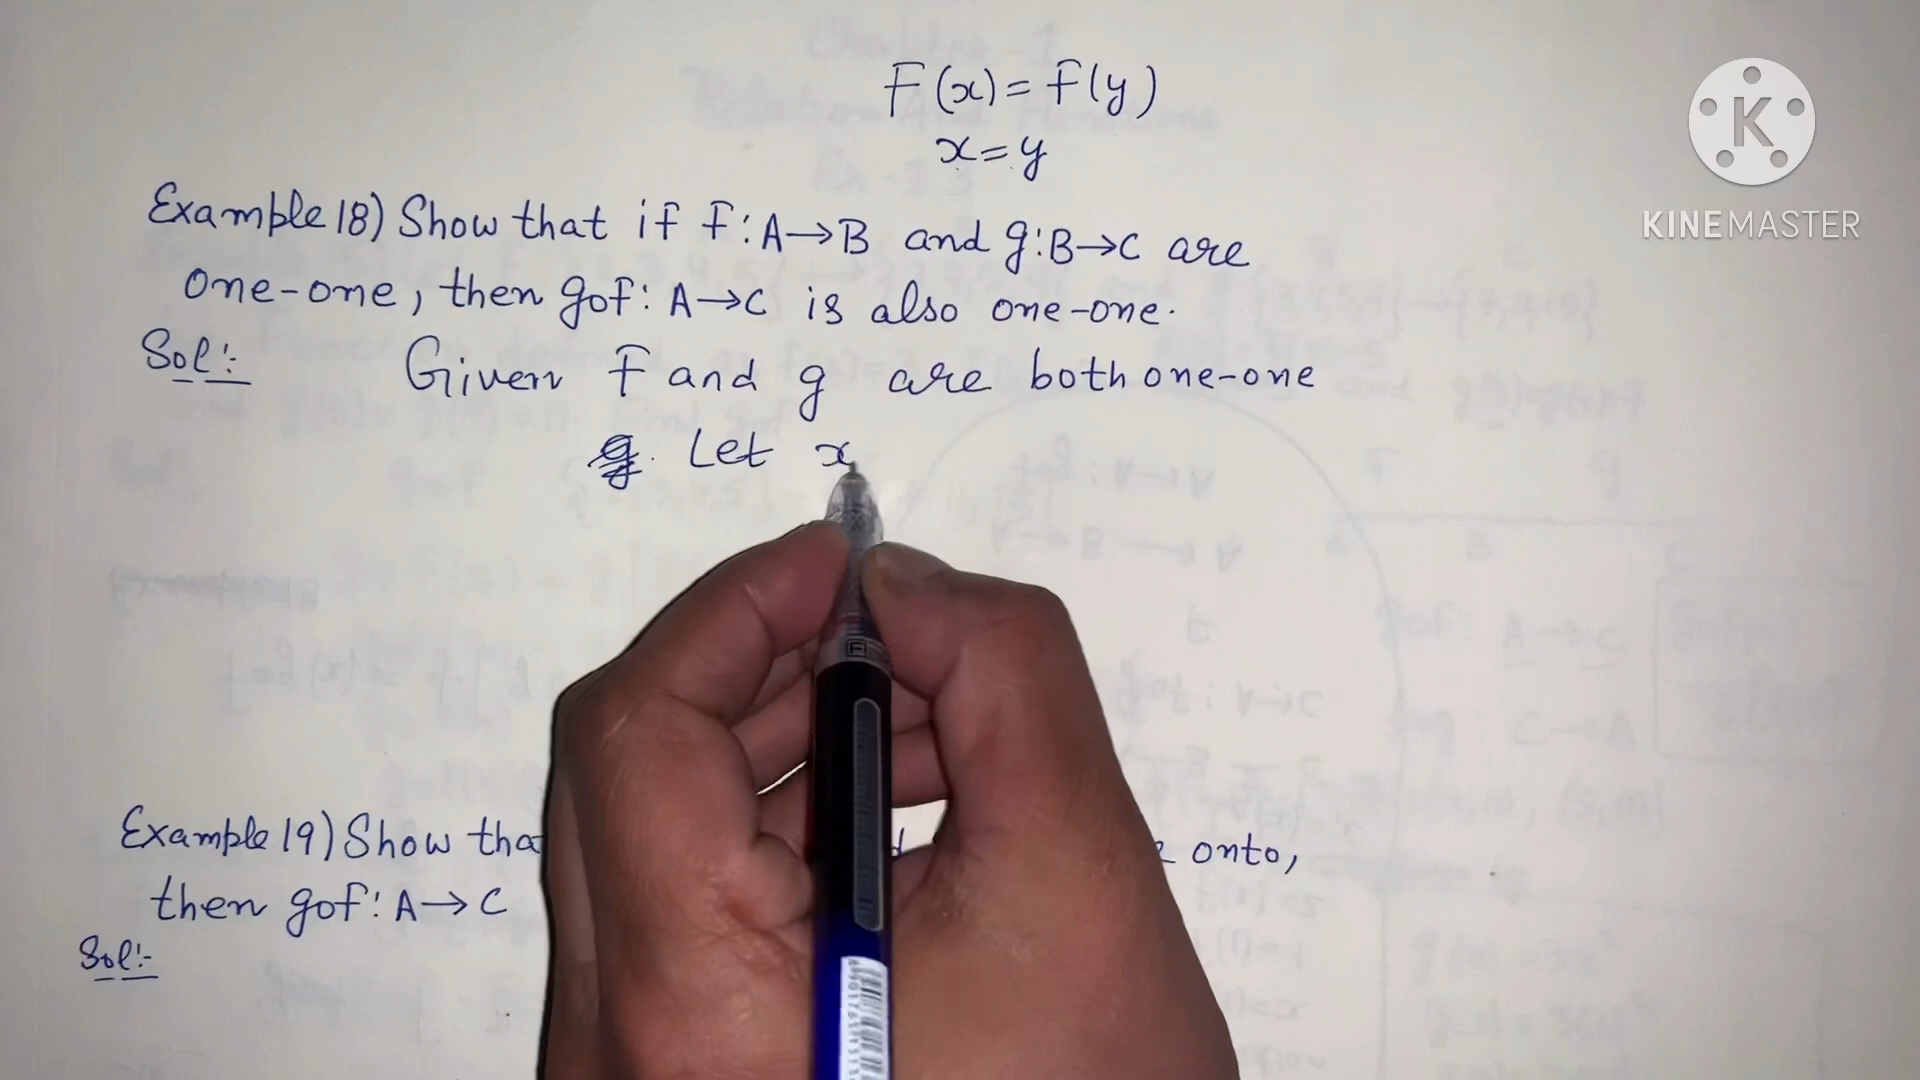 F(x) = F(y)
x = y
K
KINEMASTER
Example 18) Show that if F: A→B and g: B→C are
one-one, then gof: A→C is also one-one.
Sol:- Given F and g are both one-one
Let x
Example 19) Show tha onto,
then gof: A→C
Sol:-